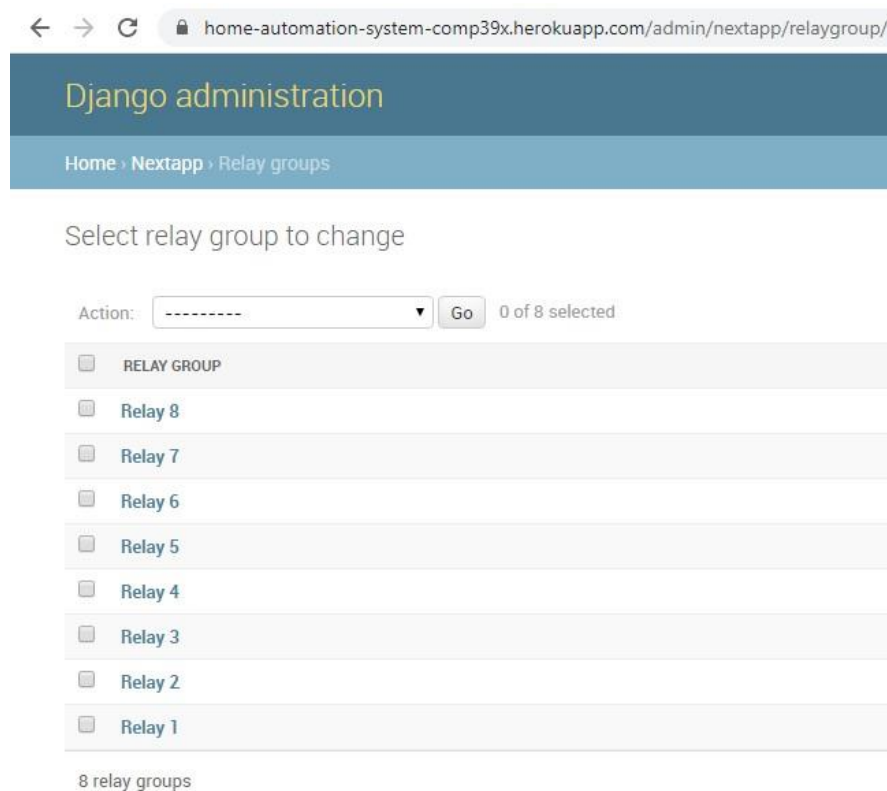 home-automation-system-comp39x.herokuapp.com/admin/nextapp/relaygroup/
Django administration
Home › Nextapp › Relay groups
Select relay group to change
Action: --------- Go 0 of 8 selected
RELAY GROUP
Relay 8
Relay 7
Relay 6
Relay 5
Relay 4
Relay 3
Relay 2
Relay 1
8 relay groups